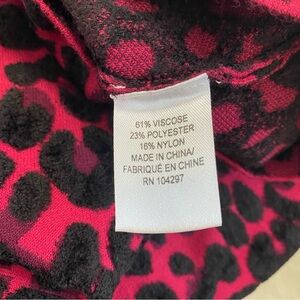 61% VISCOSE
23% POLYESTER
16% NYLON
MADE IN CHINA/
FABRIQUÉ EN CHINE
RN 104297